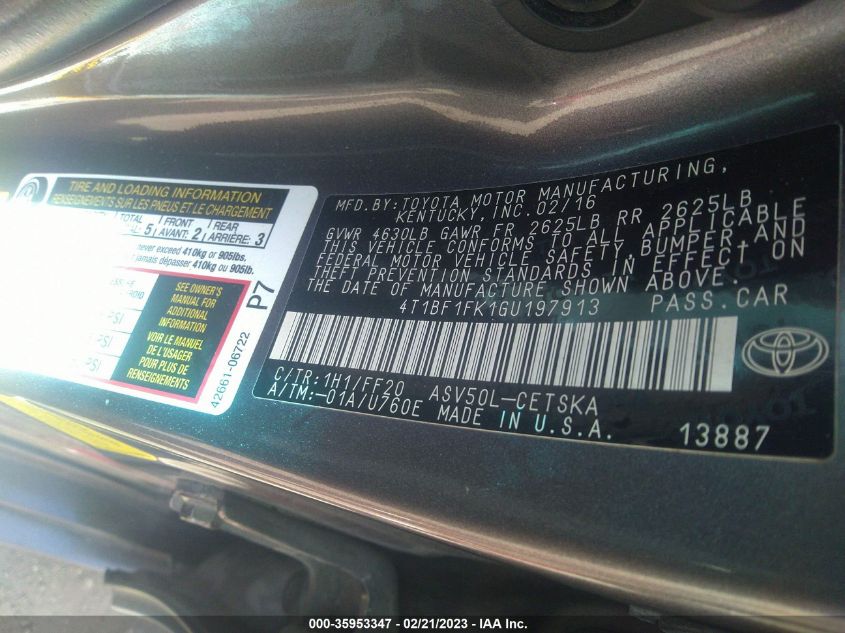 TIRE AND LOADING INFORMATION
RENSEIGNEMENTS SUR LES PNEUS ET LE CHARGEMENT
TOTAL 5 FRONT REAR
AVANT: 2 ARRIÈRE: 3
never exceed 410kg or 905lbs.
jamais dépasser 410kg ou 905lb.
SEE OWNER'S
MANUAL FOR
ADDITIONAL
INFORMATION
VOIR LE MANUEL
DE L'USAGER
POUR PLUS DE
RENSEIGNEMENTS
PSI
PSI
P7
42661-06722
MFD.BY:TOYOTA MOTOR MANUFACTURING,
KENTUCKY, INC. 02/16
GVWR 4630LB GAWR FR 2625LB RR 2625LB
THIS VEHICLE CONFORMS TO ALL APPLICABLE
FEDERAL MOTOR VEHICLE SAFETY, BUMPER, AND
THEFT PREVENTION STANDARDS IN EFFECT ON
THE DATE OF MANUFACTURE SHOWN ABOVE.
4T1BF1FK1GU197913 PASS.CAR
C/TR:1H1/FF20 ASV50L-CETSKA
A/TM:-01A/U760E MADE IN U.S.A.
13887
000-35953347 - 02/21/2023 - IAA Inc.